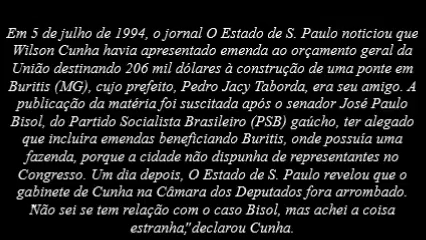 Em 5 de julho de 1994, o jornal O Estado de S. Paulo noticiou que
Wilson Cunha havia apresentado emenda ao orçamento geral da
União destinando 206 mil dólares à construção de uma ponte em
Buritis (MG), cujo prefeito, Pedro Jacy Taborda, era seu amigo. A
publicação da matéria foi suscitada após o senador José Paulo
Bisol, do Partido Socialista Brasileiro (PSB) gaúcho, ter alegado
que incluíra emendas beneficiando Buritis, onde possuía uma
fazenda, porque a cidade não dispunha de representantes no
Congresso. Um dia depois, O Estado de S. Paulo revelou que o
gabinete de Cunha na Câmara dos Deputados fora arrombado.
"Não sei se tem relação com o caso Bisol, mas achei a coisa
estranha," declarou Cunha.